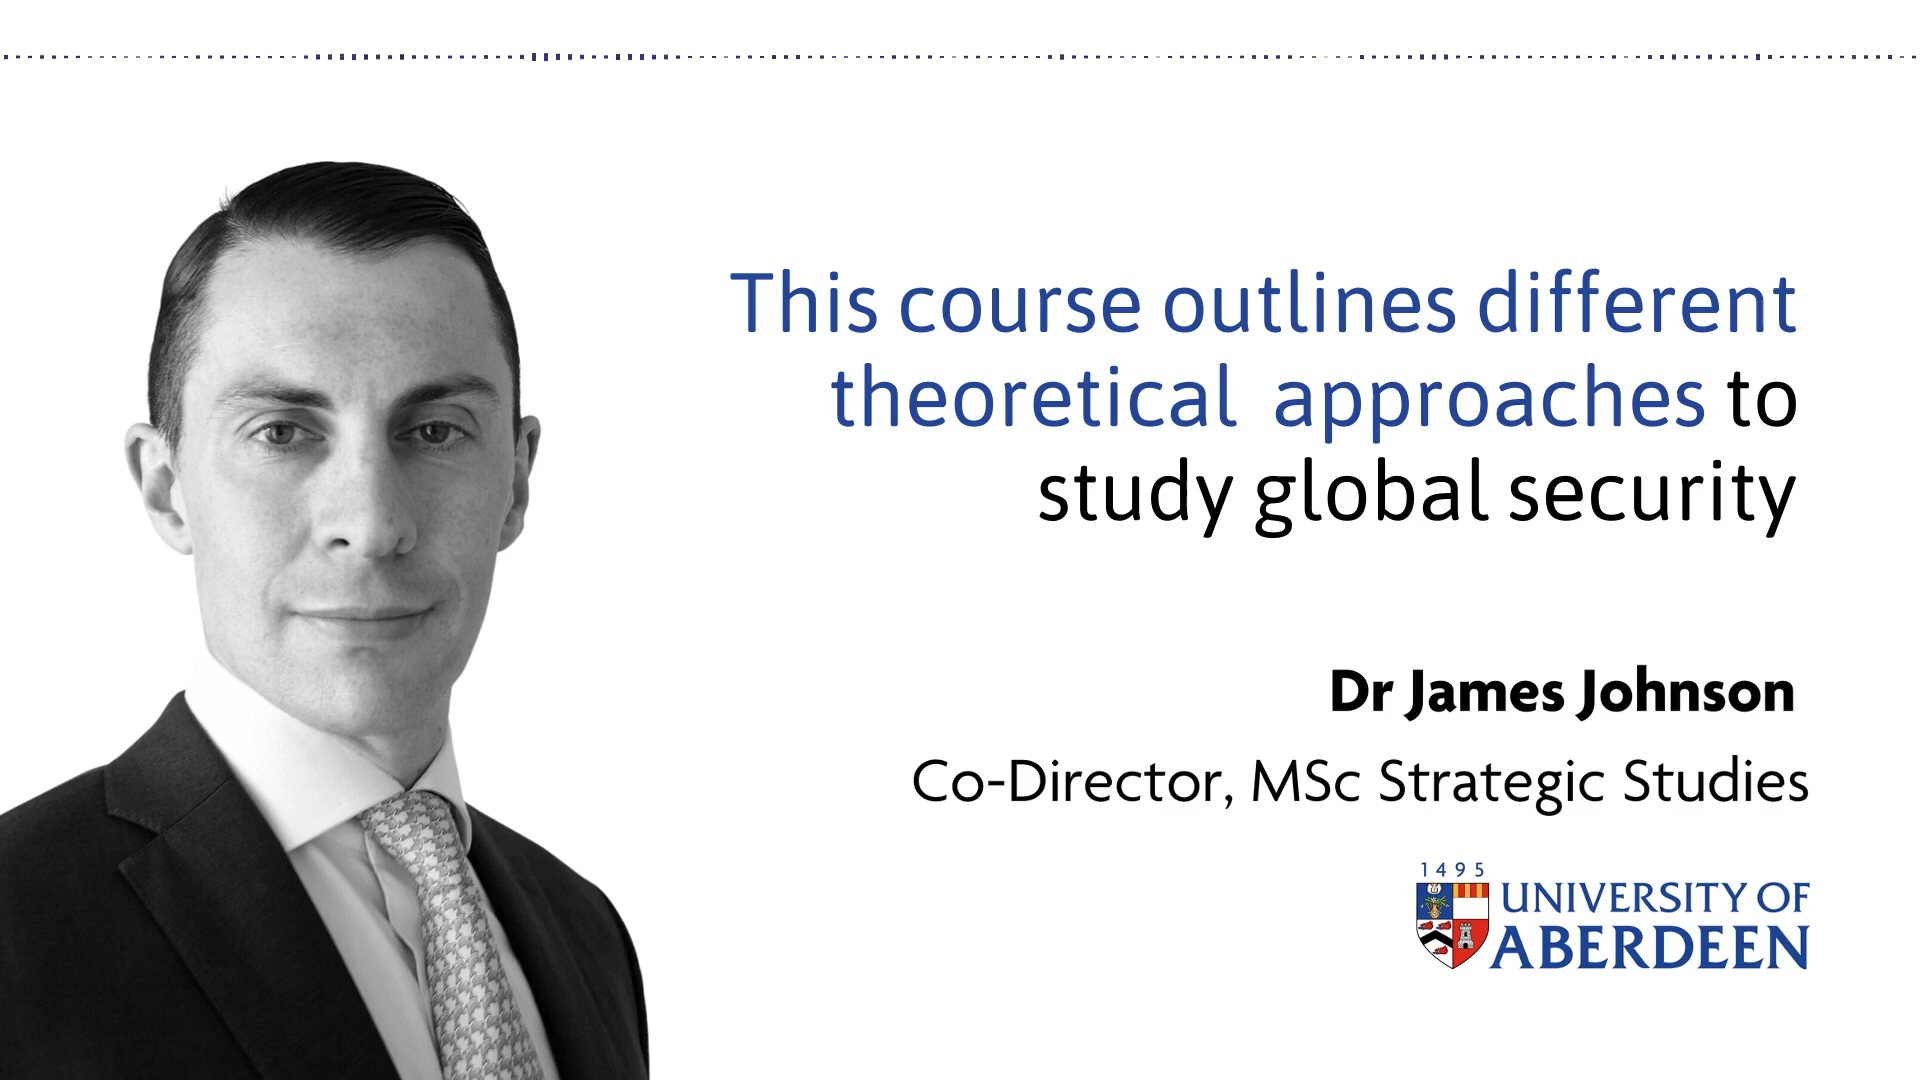 This course outlines different
theoretical approaches to
study global security
Dr James Johnson
Co-Director, MSc Strategic Studies
1495
UNIVERSITY OF
ABERDEEN